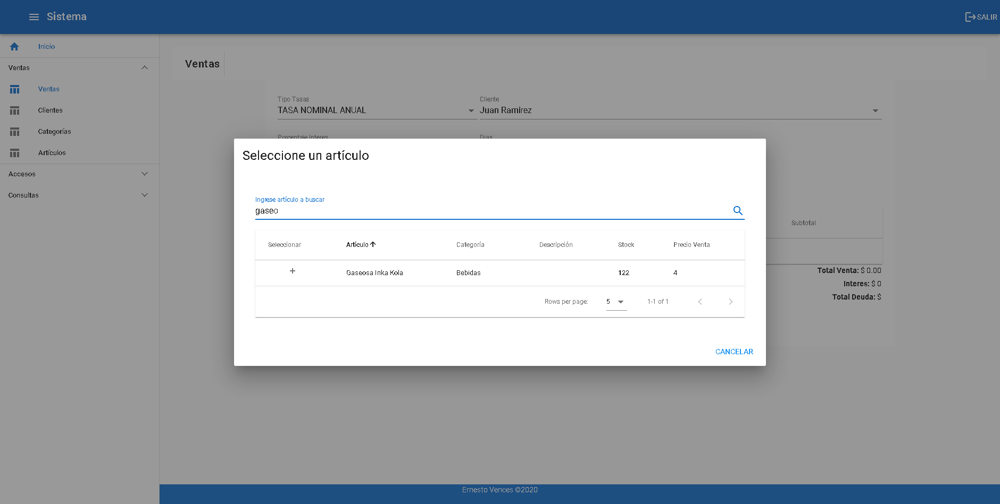 Sistema
SALIR
Inicio
Ventas
Ventas
Clientes
Categorías
Artículos
Accesos
Consultas
Ventas
Tipo Tasas
TASA NOMINAL ANUAL
Cliente
Juan Ramirez
Porcentaje Interes
Dias
Seleccione un artículo
Ingrese artículo a buscar
gaseo
Seleccionar Artículo Categoría Descripción Stock Precio Venta
Gaseosa Inka Kola Bebidas 122 4
Rows per page: 5 1-1 of 1
CANCELAR
Subtotal
Total Venta: $ 0.00
Interes: $ 0
Total Deuda: $
Ernesto Vences ©2020